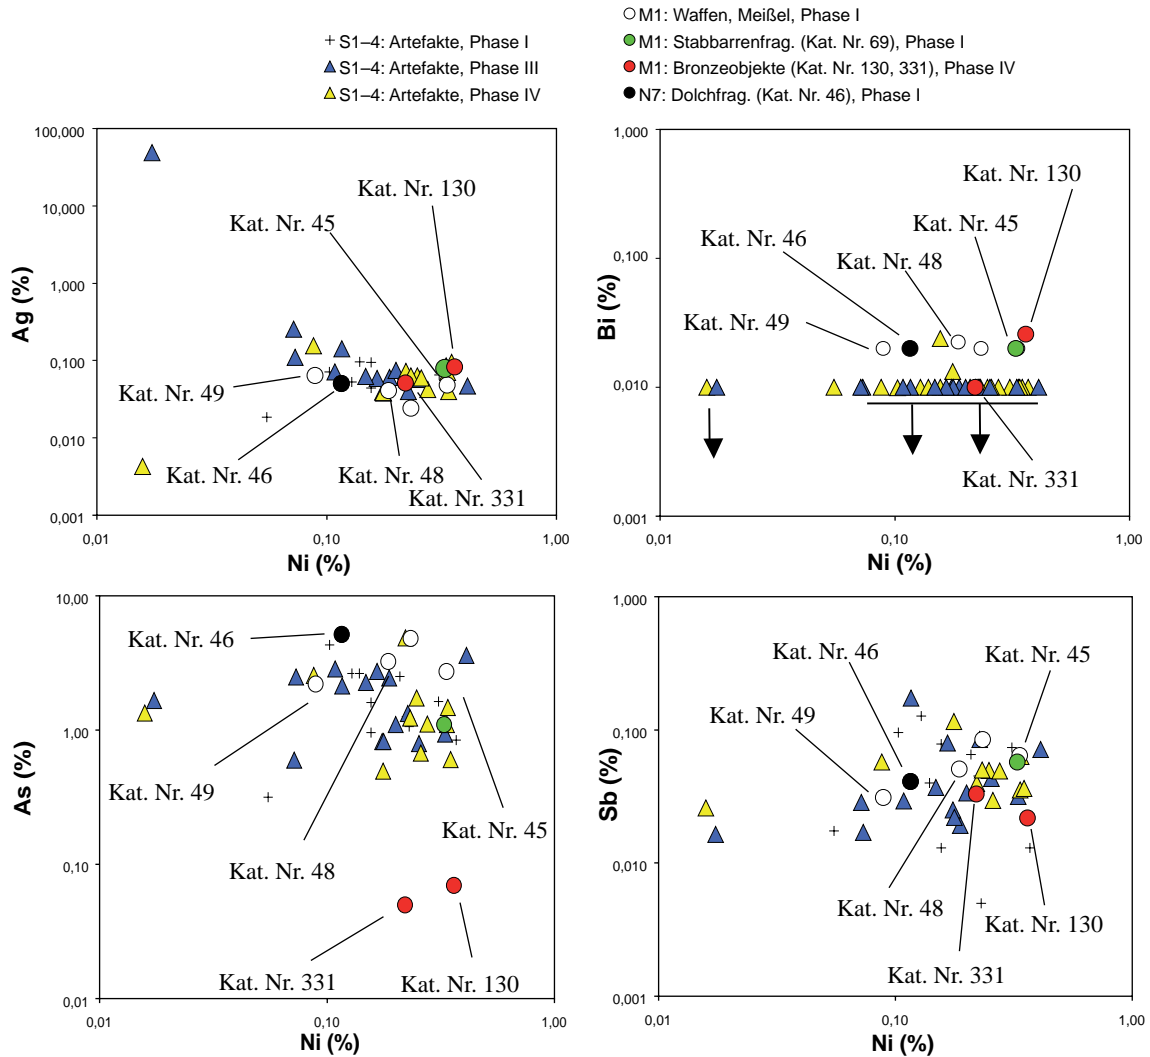 + S1–4: Artefakte, Phase I
S1–4: Artefakte, Phase III
S1–4: Artefakte, Phase IV
M1: Waffen, Meißel, Phase I
M1: Stabbarrenfrag. (Kat. Nr. 69), Phase I
M1: Bronzeobjekte (Kat. Nr. 130, 331), Phase IV
N7: Dolchfrag. (Kat. Nr. 46), Phase I
100,000
10,000
1,000
0,100
0,010
0,001
Ag (%)
Kat. Nr. 130
Kat. Nr. 45
Kat. Nr. 49
Kat. Nr. 46
Kat. Nr. 48
Kat. Nr. 331
0,01
0,10
1,00
Ni (%)
1,000
0,100
0,010
0,001
Bi (%)
Kat. Nr. 130
Kat. Nr. 45
Kat. Nr. 46
Kat. Nr. 48
Kat. Nr. 49
Kat. Nr. 331
0,01
0,10
1,00
Ni (%)
10,00
1,00
0,10
0,01
As (%)
Kat. Nr. 46
Kat. Nr. 49
Kat. Nr. 45
Kat. Nr. 48
Kat. Nr. 331
Kat. Nr. 130
0,01
0,10
1,00
Ni (%)
1,000
0,100
0,010
0,001
Sb (%)
Kat. Nr. 46
Kat. Nr. 45
Kat. Nr. 49
Kat. Nr. 48
Kat. Nr. 130
Kat. Nr. 331
0,01
0,10
1,00
Ni (%)